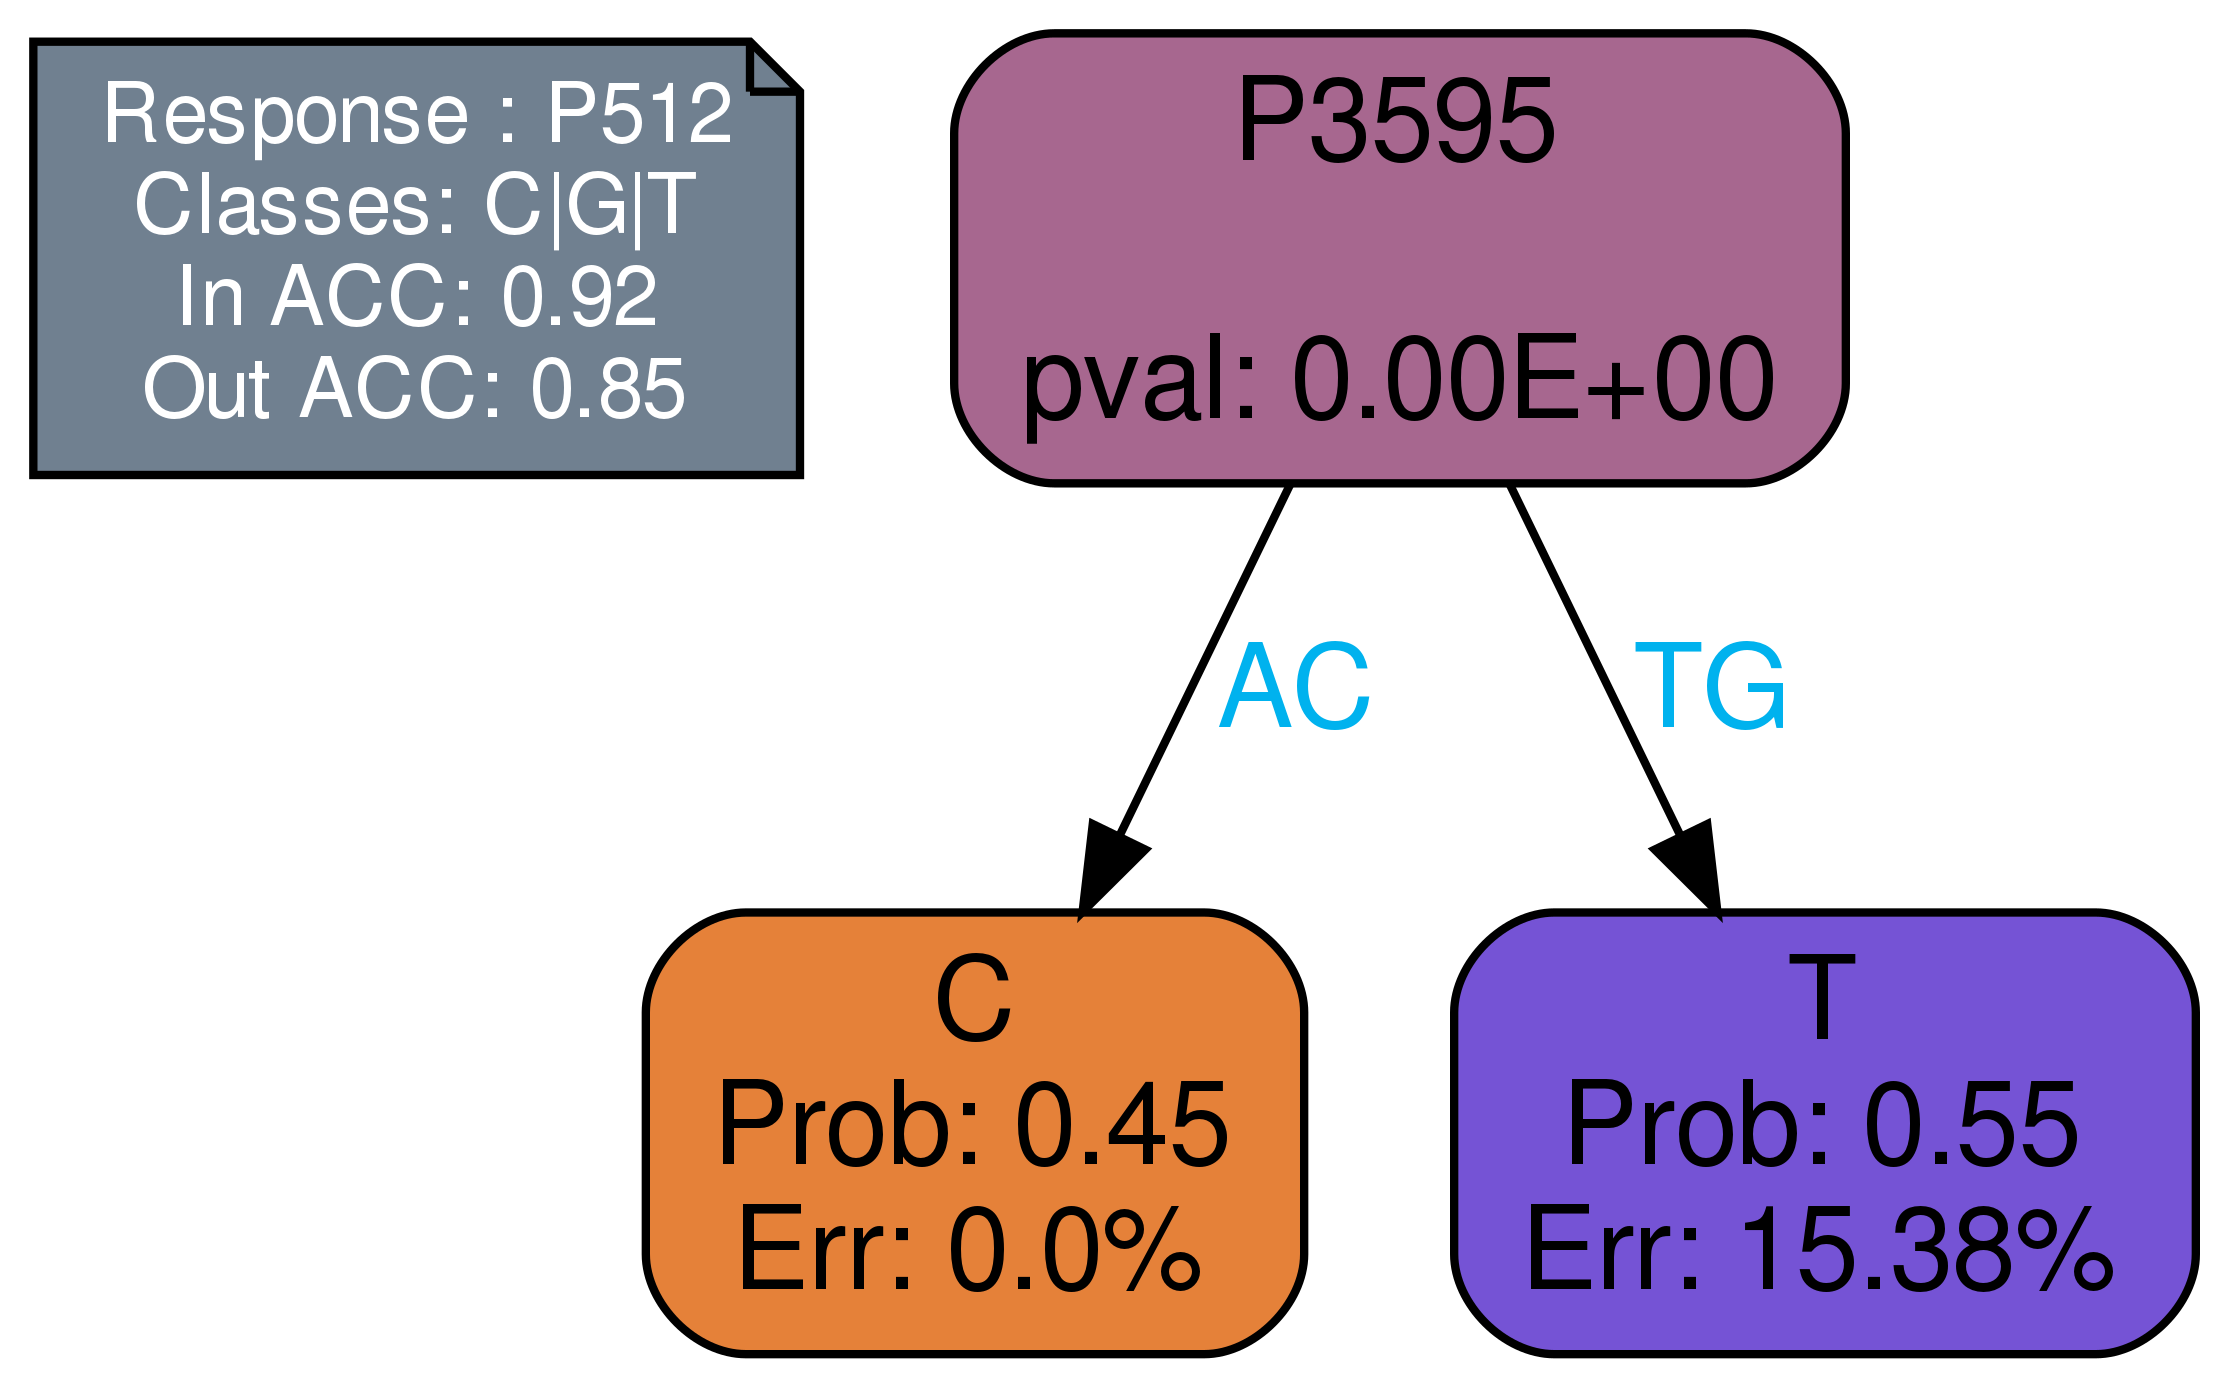 Response : P512
Classes: C|G|T
In ACC: 0.92
Out ACC: 0.85
P3595
pval: 0.00E+00
AC
TG
C
Prob: 0.45
Err: 0.0%
T
Prob: 0.55
Err: 15.38%